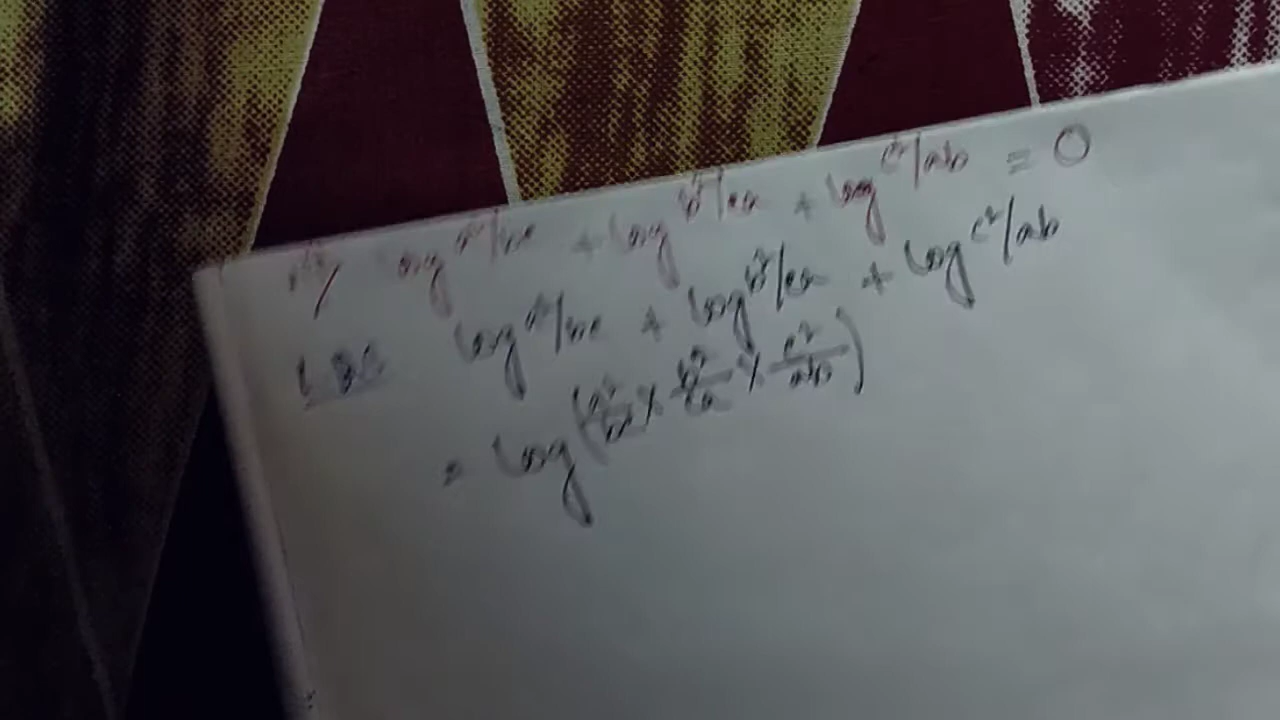 log a²/bc + log b²/ca + log c²/ab = 0
log a²/bc + log b²/ca + log c²/ab
= log (a²/bc × b²/ca × c²/ab)